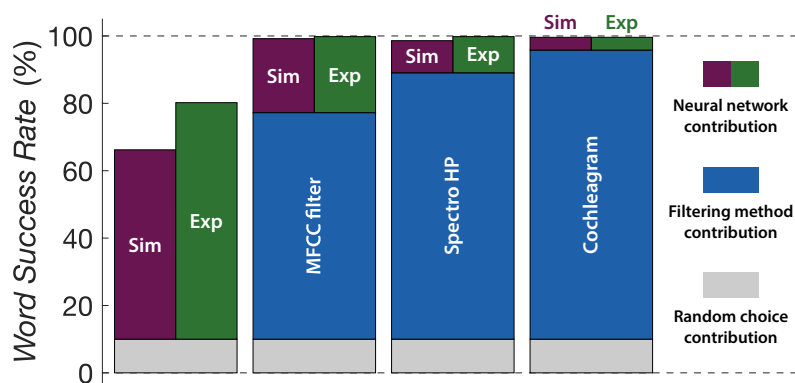 Word Success Rate (%)
100
80
60
40
20
0
Sim
Exp
Sim
Exp
MFCC filter
Sim
Exp
Spectro HP
Sim
Exp
Cochleagram
Neural network
contribution
Filtering method
contribution
Random choice
contribution